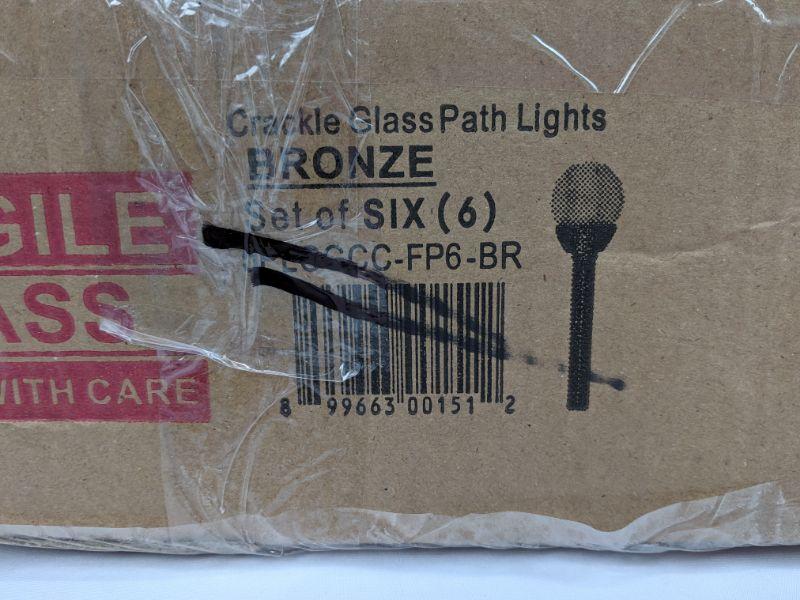 Crackle Glass Path Lights
BRONZE
Set of SIX (6)
CCC-FP6-BR
8 99663 00151 2
GILE
ASS
WITH CARE